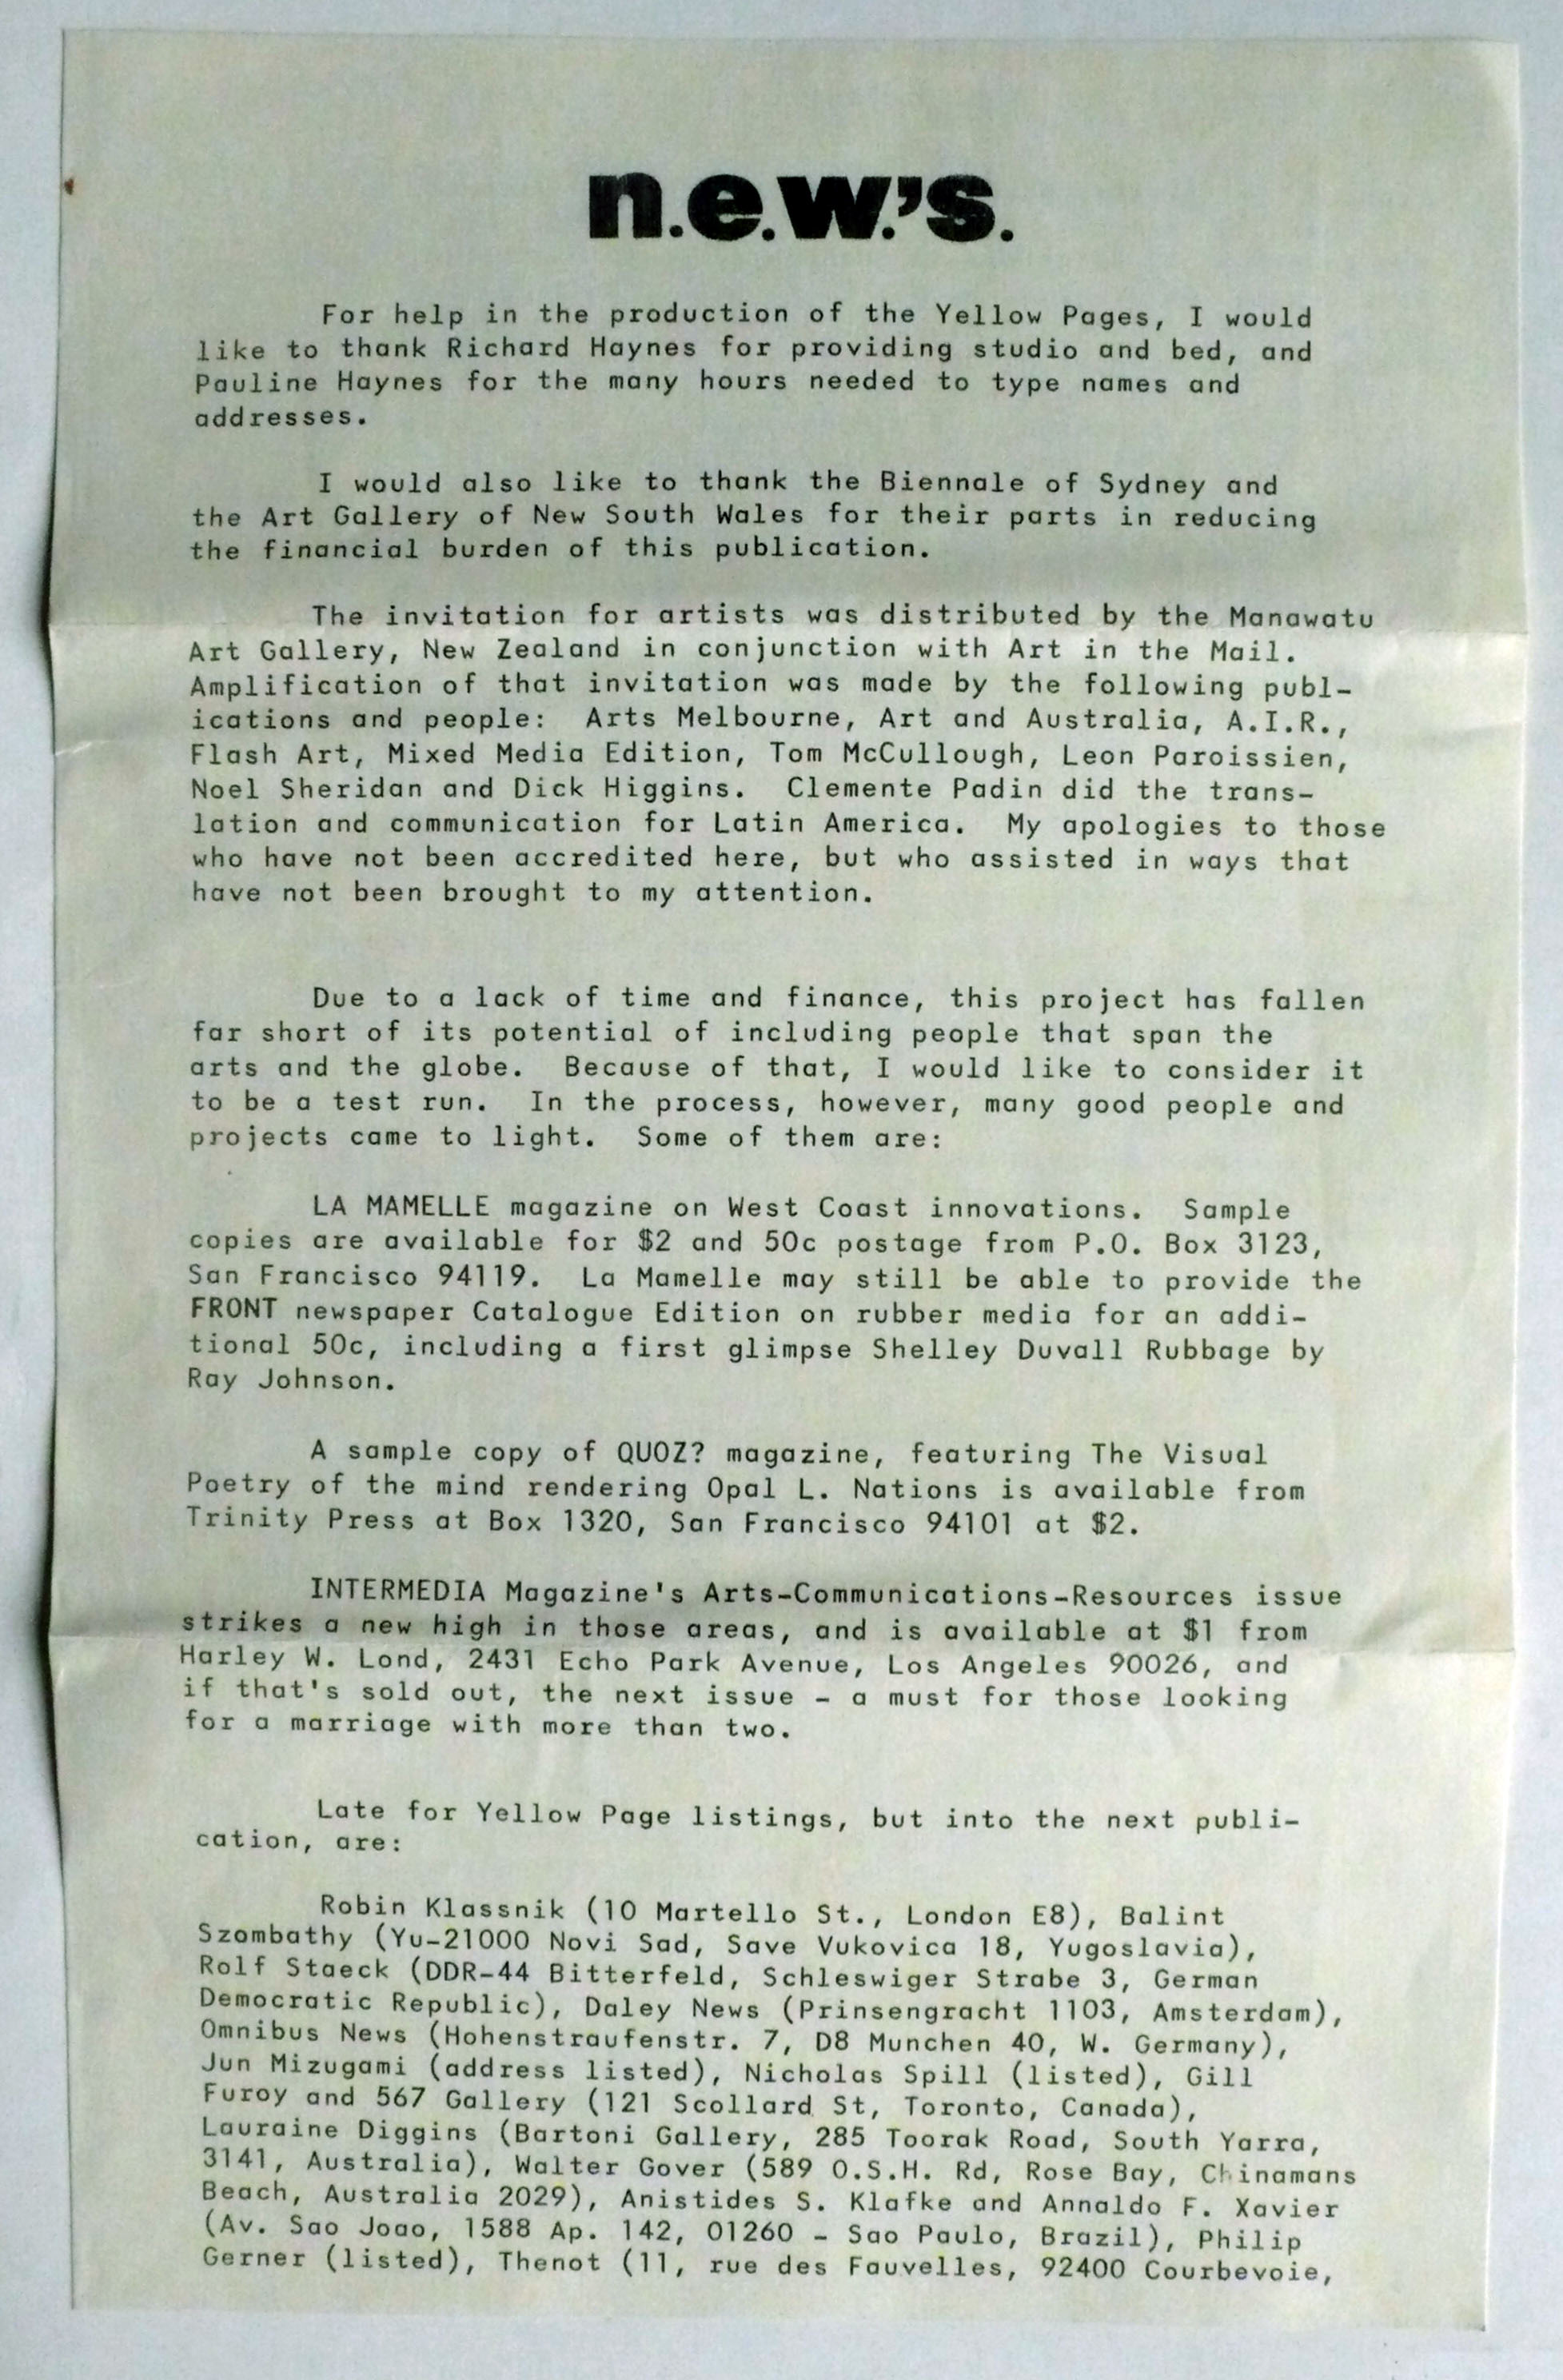 n.e.w.'s.
For help in the production of the Yellow Pages, I would
like to thank Richard Haynes for providing studio and bed, and
Pauline Haynes for the many hours needed to type names and
addresses.
I would also like to thank the Biennale of Sydney and
the Art Gallery of New South Wales for their parts in reducing
the financial burden of this publication.
The invitation for artists was distributed by the Manawatu
Art Gallery, New Zealand in conjunction with Art in the Mail.
Amplification of that invitation was made by the following publ-
ications and people: Arts Melbourne, Art and Australia, A.I.R.,
Flash Art, Mixed Media Edition, Tom McCullough, Leon Paroissien,
Noel Sheridan and Dick Higgins. Clemente Padin did the trans-
lation and communication for Latin America. My apologies to those
who have not been accredited here, but who assisted in ways that
have not been brought to my attention.
Due to a lack of time and finance, this project has fallen
far short of its potential of including people that span the
arts and the globe. Because of that, I would like to consider it
to be a test run. In the process, however, many good people and
projects came to light. Some of them are:
LA MAMELLE magazine on West Coast innovations. Sample
copies are available for $2 and 50c postage from P.O. Box 3123,
San Francisco 94119. La Mamelle may still be able to provide the
FRONT newspaper Catalogue Edition on rubber media for an addi-
tional 50c, including a first glimpse Shelley Duvall Rubbage by
Ray Johnson.
A sample copy of QUOZ? magazine, featuring The Visual
Poetry of the mind rendering Opal L. Nations is available from
Trinity Press at Box 1320, San Francisco 94101 at $2.
INTERMEDIA Magazine's Arts-Communications-Resources issue
strikes a new high in those areas, and is available at $1 from
Harley W. Lond, 2431 Echo Park Avenue, Los Angeles 90026, and
if that's sold out, the next issue - a must for those looking
for a marriage with more than two.
Late for Yellow Page listings, but into the next publi-
cation, are:
Robin Klassnik (10 Martello St., London E8), Balint
Szombathy (Yu-21000 Novi Sad, Save Vukovica 18, Yugoslavia),
Rolf Staeck (DDR-44 Bitterfeld, Schleswiger Strabe 3, German
Democratic Republic), Daley News (Prinsengracht 1103, Amsterdam),
Omnibus News (Hohenstraufenstr. 7, D8 Munchen 40, W. Germany),
Jun Mizugami (address listed), Nicholas Spill (listed), Gill
Furoy and 567 Gallery (121 Scollard St, Toronto, Canada),
Lauraine Diggins (Bartoni Gallery, 285 Toorak Road, South Yarra,
3141, Australia), Walter Gover (589 O.S.H. Rd, Rose Bay, Chinamans
Beach, Australia 2029), Anistides S. Klafke and Annaldo F. Xavier
(Av. Sao Joao, 1588 Ap. 142, 01260 - Sao Paulo, Brazil), Philip
Gerner (listed), Thenot (11, rue des Fauvelles, 92400 Courbevoie,